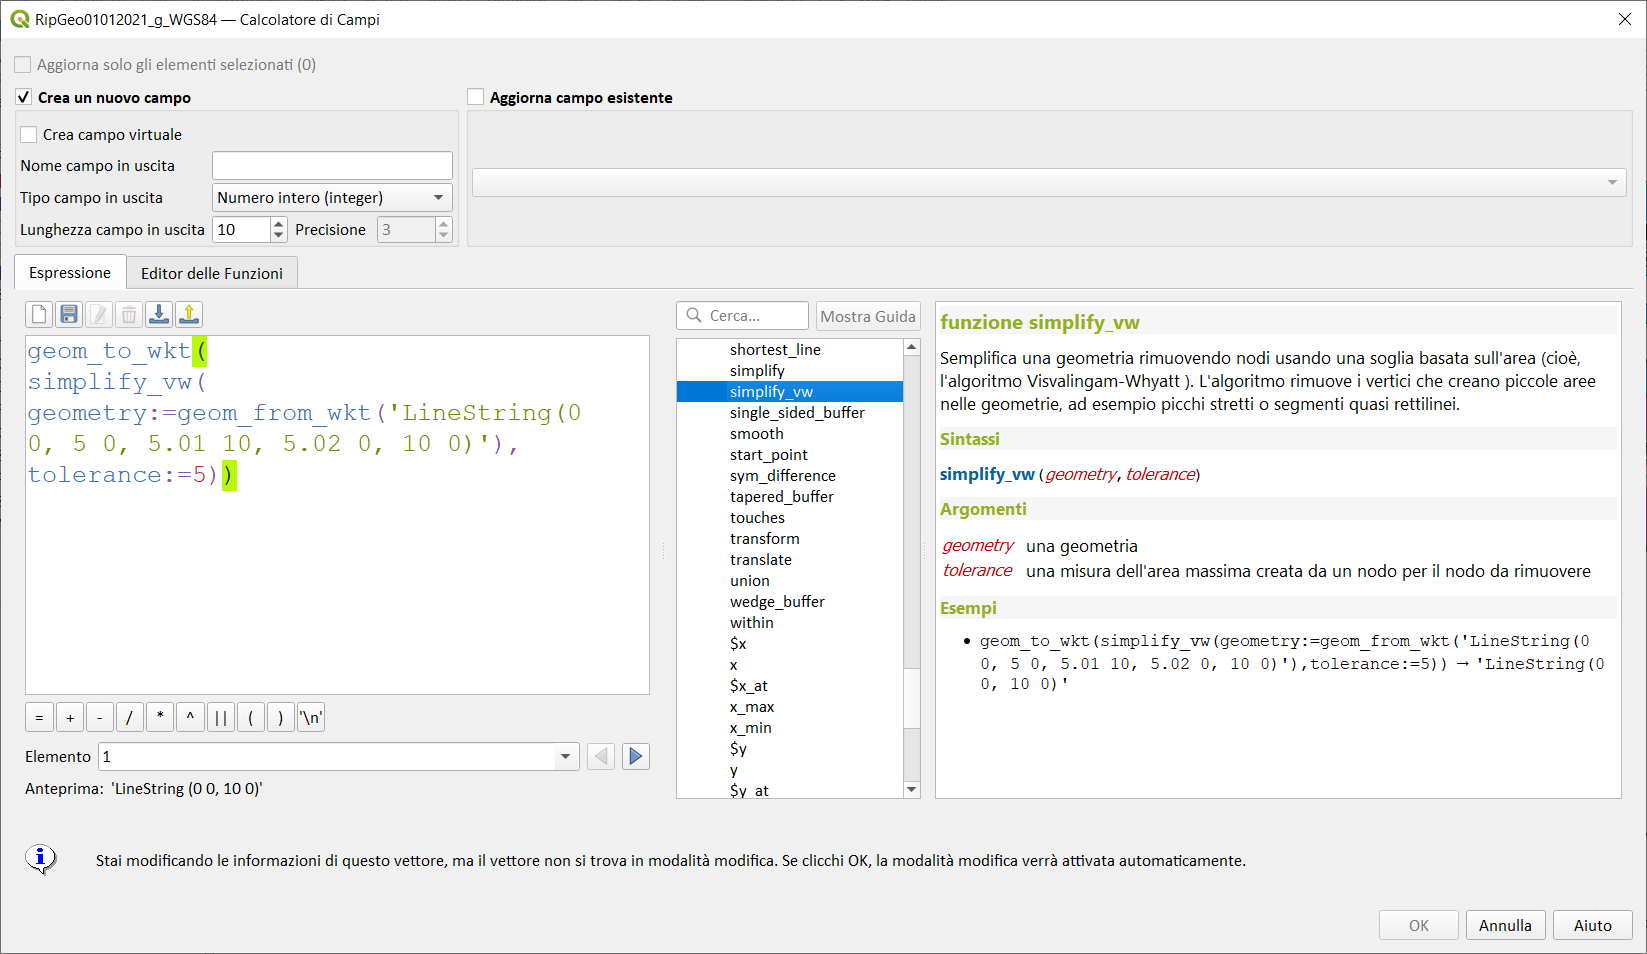 RipGeo01012021_g_WGS84 — Calcolatore di Campi
Aggiorna solo gli elementi selezionati (0)
Crea un nuovo campo
Aggiorna campo esistente
Crea campo virtuale
Nome campo in uscita
Tipo campo in uscita Numero intero (integer)
Lunghezza campo in uscita 10 Precisione 3
Espressione Editor delle Funzioni
geom_to_wkt(
simplify_vw(
geometry:=geom_from_wkt('LineString(0
0, 5 0, 5.01 10, 5.02 0, 10 0)'),
tolerance:=5))
= + - / * ^ || ( ) '\n'
Elemento 1
Anteprima: 'LineString (0 0, 10 0)'
Cerca... Mostra Guida
shortest_line
simplify
simplify_vw
single_sided_buffer
smooth
start_point
sym_difference
tapered_buffer
touches
transform
translate
union
wedge_buffer
within
$x
x
$x_at
x_max
x_min
$y
y
$y_at
funzione simplify_vw
Semplifica una geometria rimuovendo nodi usando una soglia basata sull'area (cioè,
l'algoritmo Visvalingam-Whyatt ). L'algoritmo rimuove i vertici che creano piccole aree
nelle geometrie, ad esempio picchi stretti o segmenti quasi rettilinei.
Sintassi
simplify_vw(geometry, tolerance)
Argomenti
geometry una geometria
tolerance una misura dell'area massima creata da un nodo per il nodo da rimuovere
Esempi
• geom_to_wkt(simplify_vw(geometry:=geom_from_wkt('LineString(0
0, 5 0, 5.01 10, 5.02 0, 10 0)'),tolerance:=5)) → 'LineString(0
0, 10 0)'
Stai modificando le informazioni di questo vettore, ma il vettore non si trova in modalità modifica. Se clicchi OK, la modalità modifica verrà attivata automaticamente.
OK Annulla Aiuto